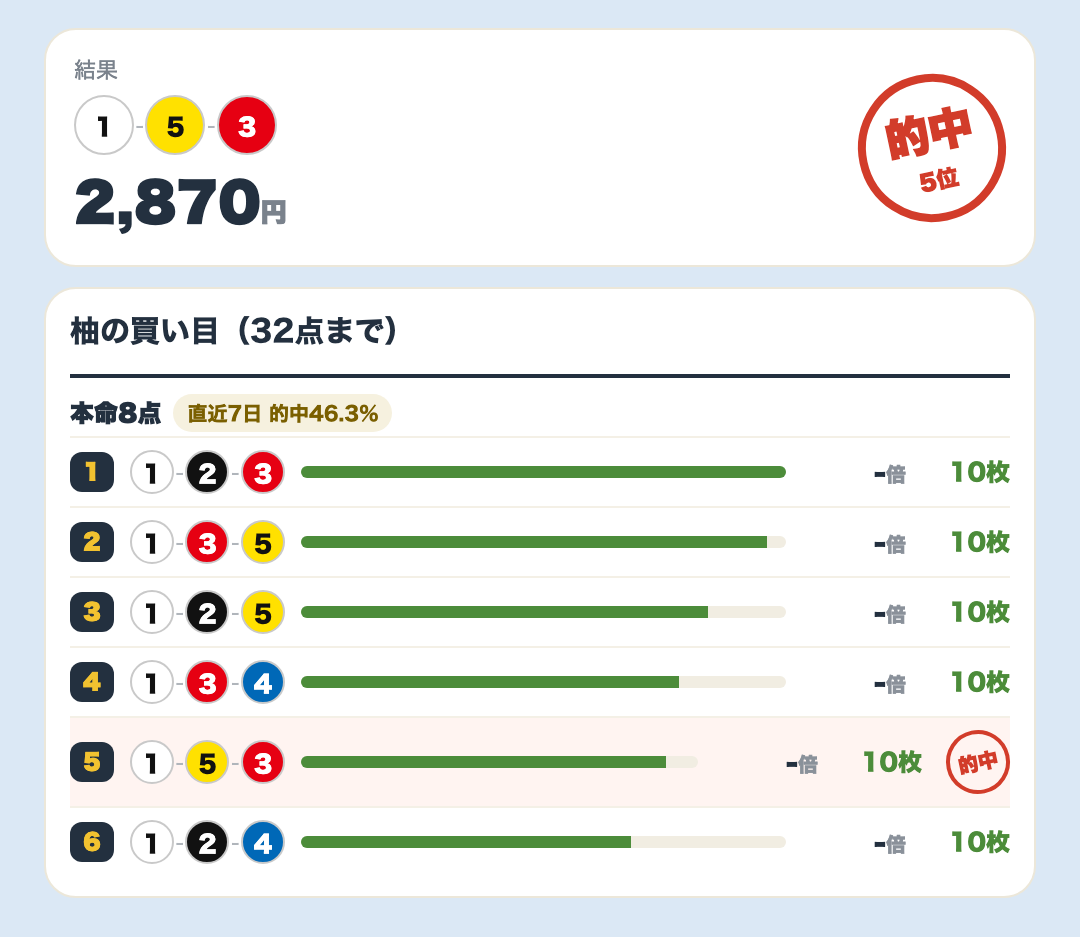 結果
1-5-3
2,870円
的中
5位
柚の買い目（32点まで）
本命8点 直近7日 的中46.3%
1 1-2-3 -倍 10枚
2 1-3-5 -倍 10枚
3 1-2-5 -倍 10枚
4 1-3-4 -倍 10枚
5 1-5-3 -倍 10枚 的中
6 1-2-4 -倍 10枚